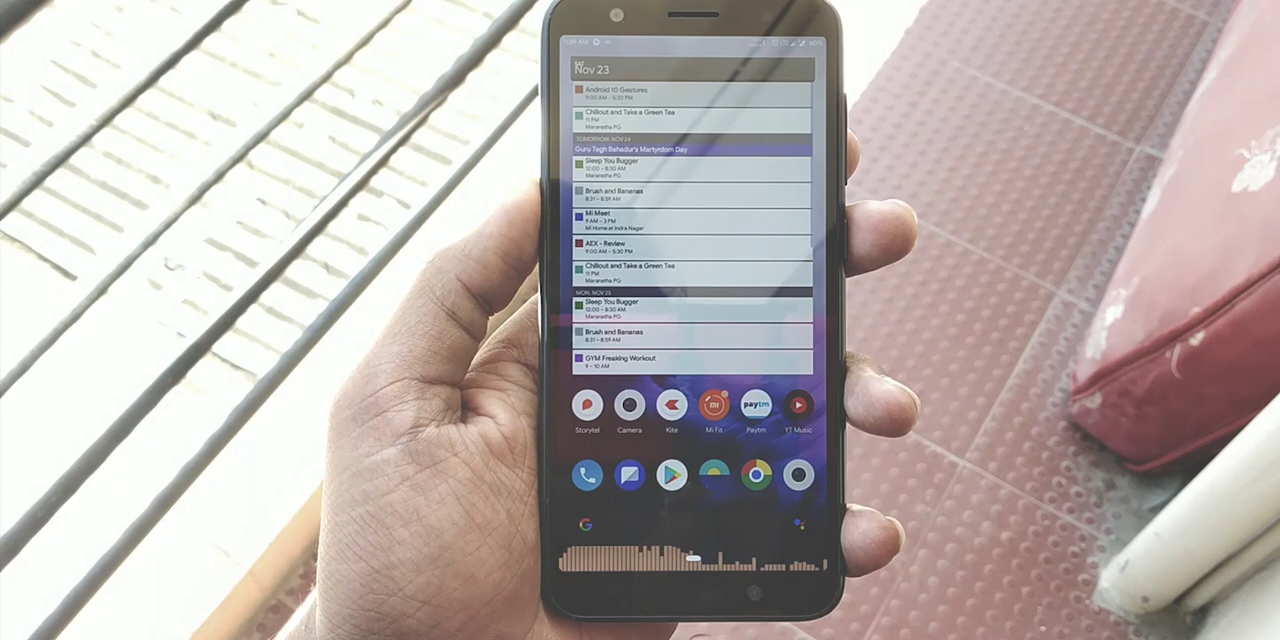 SAT
Nov 23
Android 10 Gestures
9:00 AM – 5:30 PM
Chillout and Take a Green Tea
11 PM
Maranatha PG
TOMORROW, NOV 24
Guru Tegh Bahadur's Martyrdom Day
Sleep You Bugger
12:00 – 8:30 AM
Maranatha PG
Brush and Bananas
8:31 – 8:59 AM
Mi Meet
9 AM – 3 PM
Mi Home at Indra Nagar
AEX - Review
9:00 AM – 5:30 PM
Chillout and Take a Green Tea
11 PM
Maranatha PG
MON, NOV 25
Sleep You Bugger
12:00 – 8:30 AM
Maranatha PG
Brush and Bananas
8:31 – 8:59 AM
GYM Freaking Workout
9 – 10 AM
mi paytm
Storytel Camera Kite Mi Fit Paytm YT Music
G